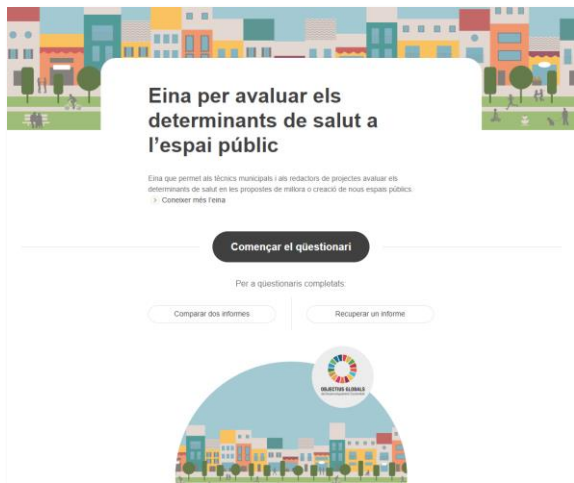 Eina per avaluar els
determinants de salut a
l'espai públic
Eina que permet als tècnics municipals i als redactors de projectes avaluar els
determinants de salut en les propostes de millora o creació de nous espais públics:
Coneixer més l'eina
Començar el qüestionari
Per a qüestionaris completats:
Comparar dos informes
Recuperar un informe
OBJECTIUS GLOBALS